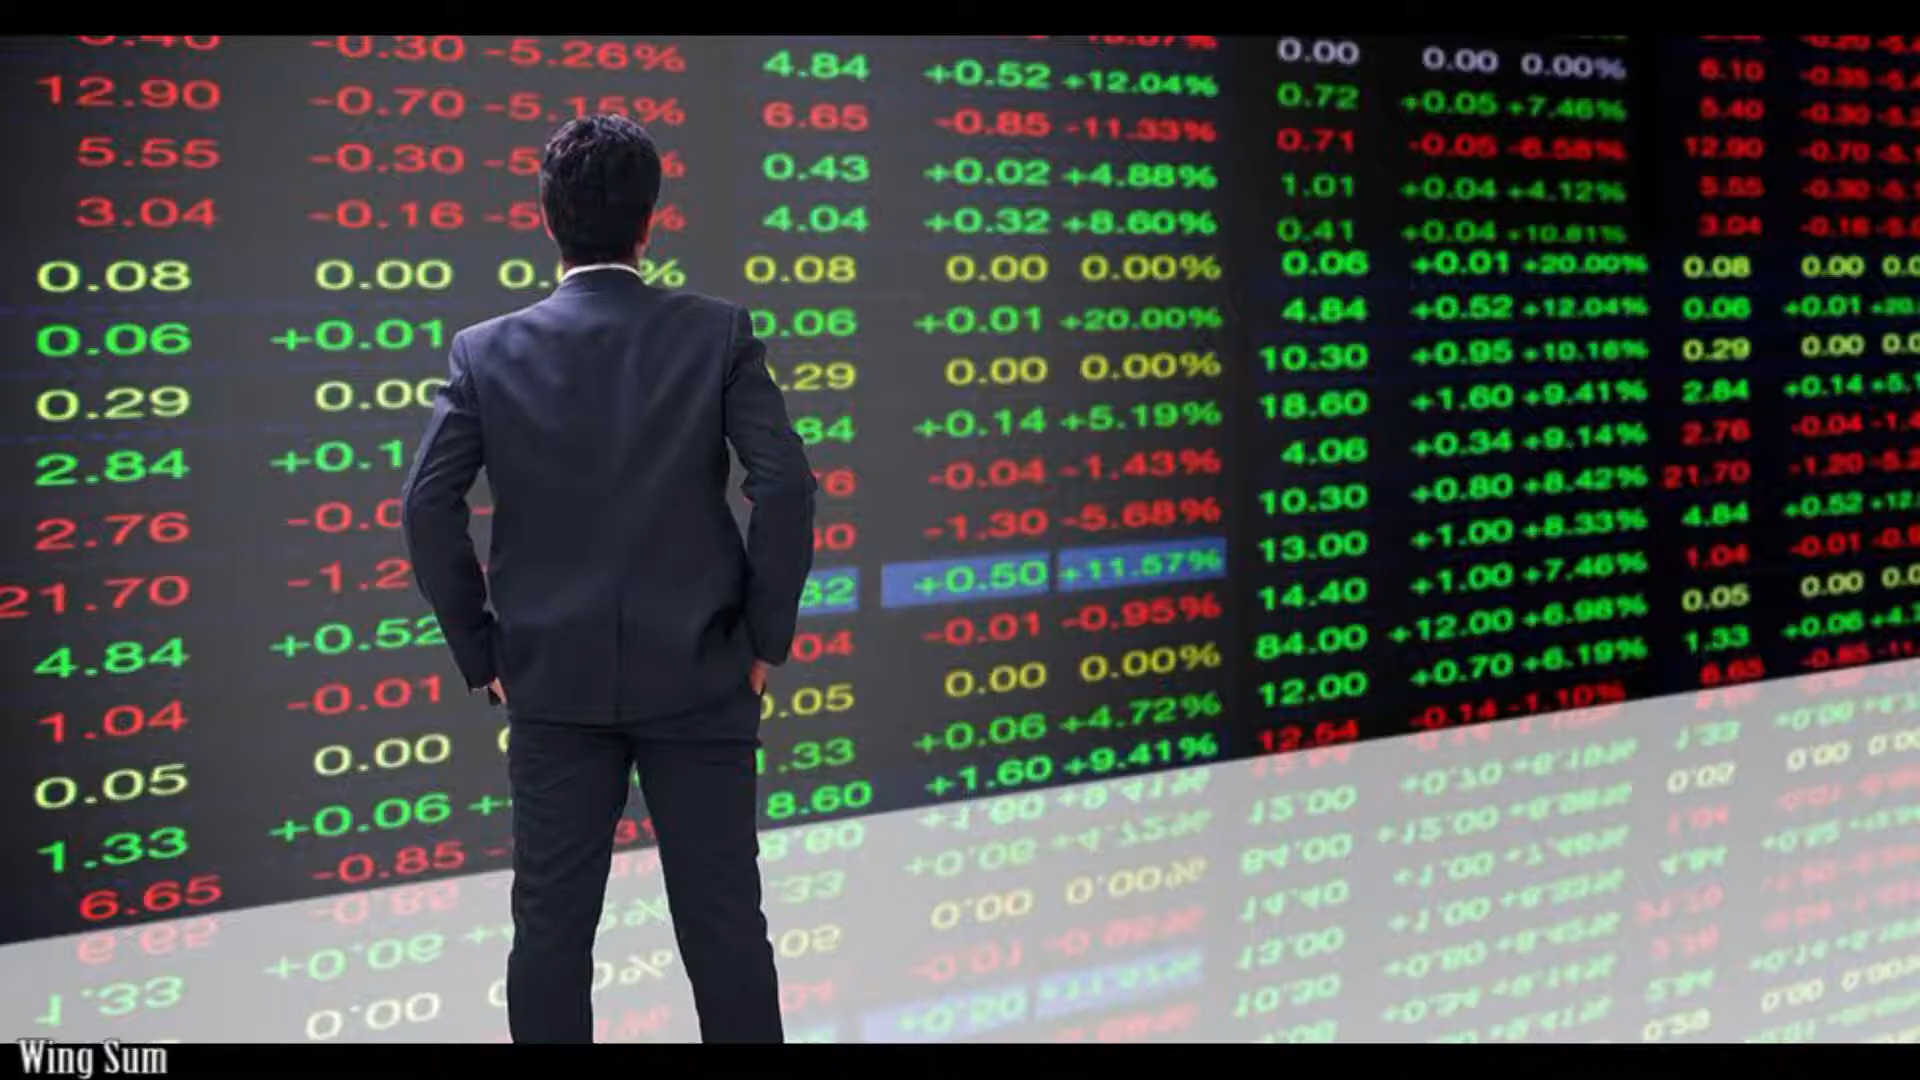 -0.30 -5.26% 4.84 +0.52 +12.04% 0.00 0.00 0.00% 6.10
12.90 -0.70 -5.15% 6.65 -0.85 -11.33% 0.72 +0.05 +7.46% 5.40
5.55 -0.30 0.43 +0.02 +4.88% 0.71 -0.05 -6.58% 12.90
3.04 -0.16 4.04 +0.32 +8.60% 1.01 +0.04 +4.12% 5.55
0.41 +0.04 +10.81% 3.04
0.08 0.00 0.08 0.00 0.00% 0.06 +0.01 +20.00% 0.08 0.00
0.06 +0.01 0.06 +0.01 +20.00% 4.84 +0.52 +12.04% 0.06 +0.01
0.29 0.00 .29 0.00 0.00% 10.30 +0.95 +10.16% 0.29 0.00
2.84 +0.1 84 +0.14 +5.19% 18.60 +1.60 +9.41% 2.84 +0.14
2.76 -0.0 6 -0.04 -1.43% 4.06 +0.34 +9.14% 2.76 -0.04
21.70 -1.2 -1.30 -5.68% 10.30 +0.80 +8.42% 21.70 -1.20
4.84 +0.52 32 +0.50 +11.57% 13.00 +1.00 +8.33% 4.84 +0.52
1.04 -0.01 04 -0.01 -0.95% 14.40 +1.00 +7.46% 1.04 -0.01
0.05 0.00 .05 0.00 0.00% 84.00 +12.00 +6.98% 0.05 0.00
1.33 +0.06 1.33 +0.06 +4.72% 12.00 +0.70 +6.19% 1.33 +0.06
6.65 -0.85 8.60 +1.60 +9.41% 12.64 -0.14 -1.10% 6.65
Wing Sum